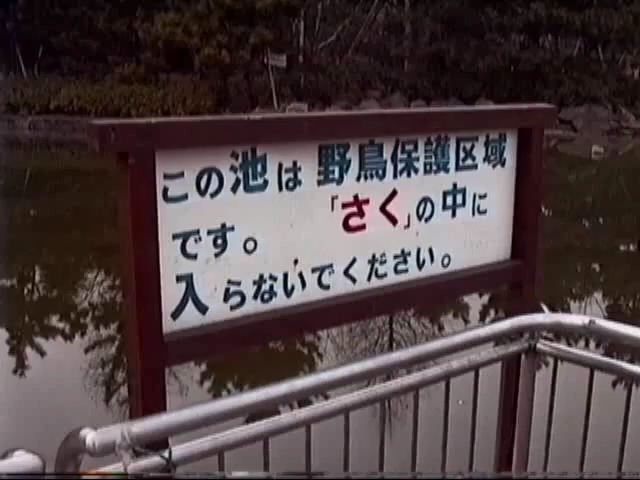 この池は野鳥保護区域
です。「さく」の中に
入らないでください。